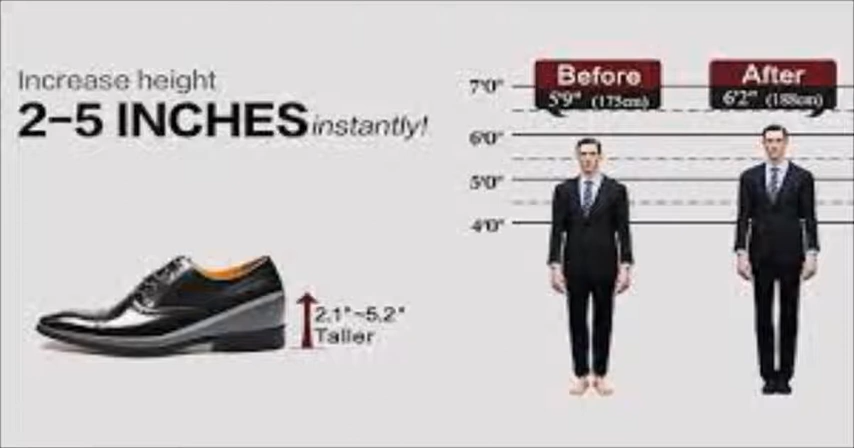 Increase height
2-5 INCHES instantly!
2.1"~5.2"
Taller
Before
5'9" (175cm)
After
6'2" (188cm)
7'0"
6'0"
5'0"
4'0"